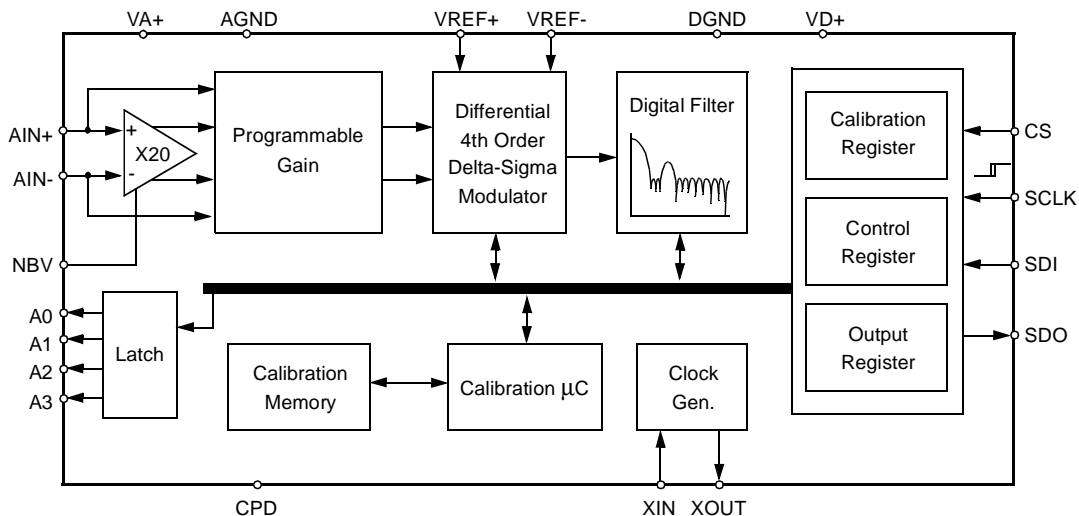 VA+
AGND
VREF+
VREF-
DGND
VD+
AIN+
AIN-
NBV
+
X20
-
Programmable
Gain
Differential
4th Order
Delta-Sigma
Modulator
Digital Filter
Calibration
Register
Control
Register
Output
Register
CS
SCLK
SDI
SDO
A0
A1
A2
A3
Latch
Calibration
Memory
Calibration μC
Clock
Gen.
CPD
XIN
XOUT